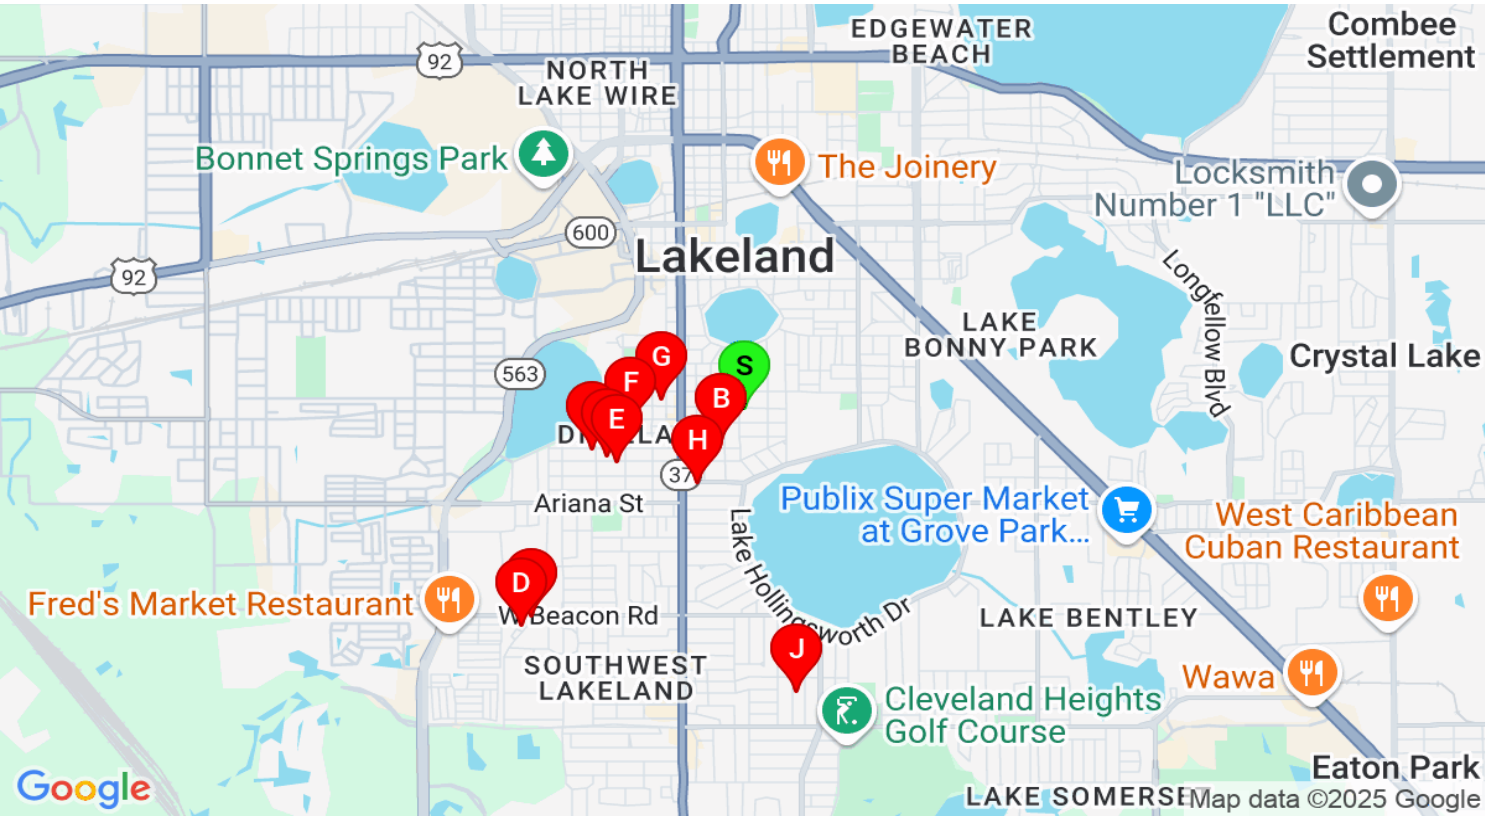 EDGEWATER
BEACH
Combee
Settlement
92
NORTH
LAKE WIRE
Bonnet Springs Park
The Joinery
Locksmith
Number 1 "LLC"
600
Lakeland
92
Longfellow Blvd
LAKE
BONNY PARK
Crystal Lake
563
G
S
F
B
E
H
37
Ariana St
Publix Super Market
at Grove Park...
West Caribbean
Cuban Restaurant
Lake Hollingsworth Dr
D
Fred's Market Restaurant
W Beacon Rd
LAKE BENTLEY
J
SOUTHWEST
LAKELAND
Wawa
Cleveland Heights
Golf Course
Eaton Park
Google
LAKE SOMERSET
Map data ©2025 Google